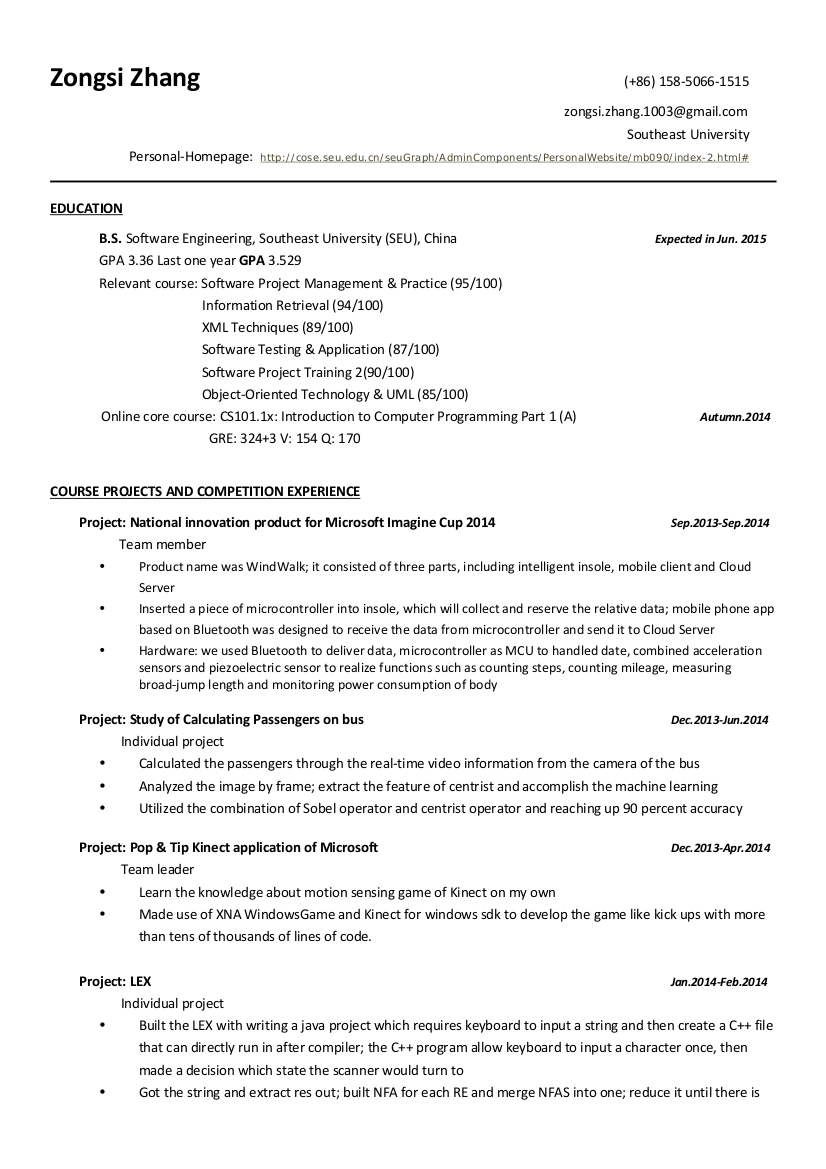 Zongsi Zhang
(+86) 158-5066-1515
zongsi.zhang.1003@gmail.com
Southeast University
Personal-Homepage: http://cose.seu.edu.cn/seuGraph/AdminComponents/PersonalWebsite/mb090/index-2.html#
EDUCATION
B.S. Software Engineering, Southeast University (SEU), China Expected in Jun. 2015
GPA 3.36 Last one year GPA 3.529
Relevant course: Software Project Management & Practice (95/100)
Information Retrieval (94/100)
XML Techniques (89/100)
Software Testing & Application (87/100)
Software Project Training 2(90/100)
Object-Oriented Technology & UML (85/100)
Online core course: CS101.1x: Introduction to Computer Programming Part 1 (A) Autumn.2014
GRE: 324+3 V: 154 Q: 170
COURSE PROJECTS AND COMPETITION EXPERIENCE
Project: National innovation product for Microsoft Imagine Cup 2014 Sep.2013-Sep.2014
Team member
• Product name was WindWalk; it consisted of three parts, including intelligent insole, mobile client and Cloud
Server
• Inserted a piece of microcontroller into insole, which will collect and reserve the relative data; mobile phone app
based on Bluetooth was designed to receive the data from microcontroller and send it to Cloud Server
• Hardware: we used Bluetooth to deliver data, microcontroller as MCU to handled date, combined acceleration
sensors and piezoelectric sensor to realize functions such as counting steps, counting mileage, measuring
broad-jump length and monitoring power consumption of body
Project: Study of Calculating Passengers on bus Dec.2013-Jun.2014
Individual project
• Calculated the passengers through the real-time video information from the camera of the bus
• Analyzed the image by frame; extract the feature of centrist and accomplish the machine learning
• Utilized the combination of Sobel operator and centrist operator and reaching up 90 percent accuracy
Project: Pop & Tip Kinect application of Microsoft Dec.2013-Apr.2014
Team leader
• Learn the knowledge about motion sensing game of Kinect on my own
• Made use of XNA WindowsGame and Kinect for windows sdk to develop the game like kick ups with more
than tens of thousands of lines of code.
Project: LEX Jan.2014-Feb.2014
Individual project
• Built the LEX with writing a java project which requires keyboard to input a string and then create a C++ file
that can directly run in after compiler; the C++ program allow keyboard to input a character once, then
made a decision which state the scanner would turn to
• Got the string and extract res out; built NFA for each RE and merge NFAS into one; reduce it until there is